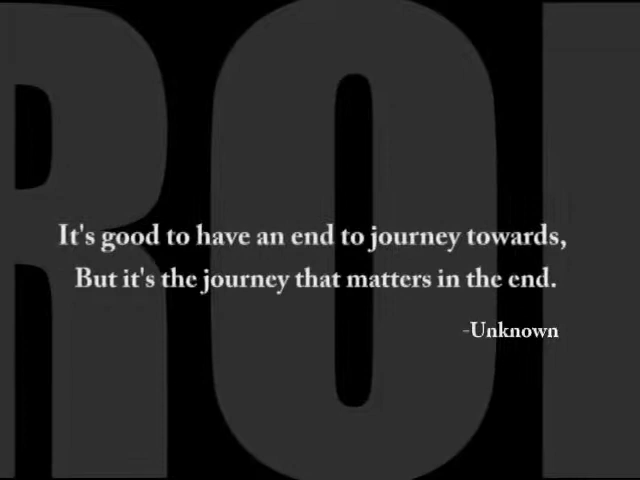 It's good to have an end to journey towards,
But it's the journey that matters in the end.
-Unknown